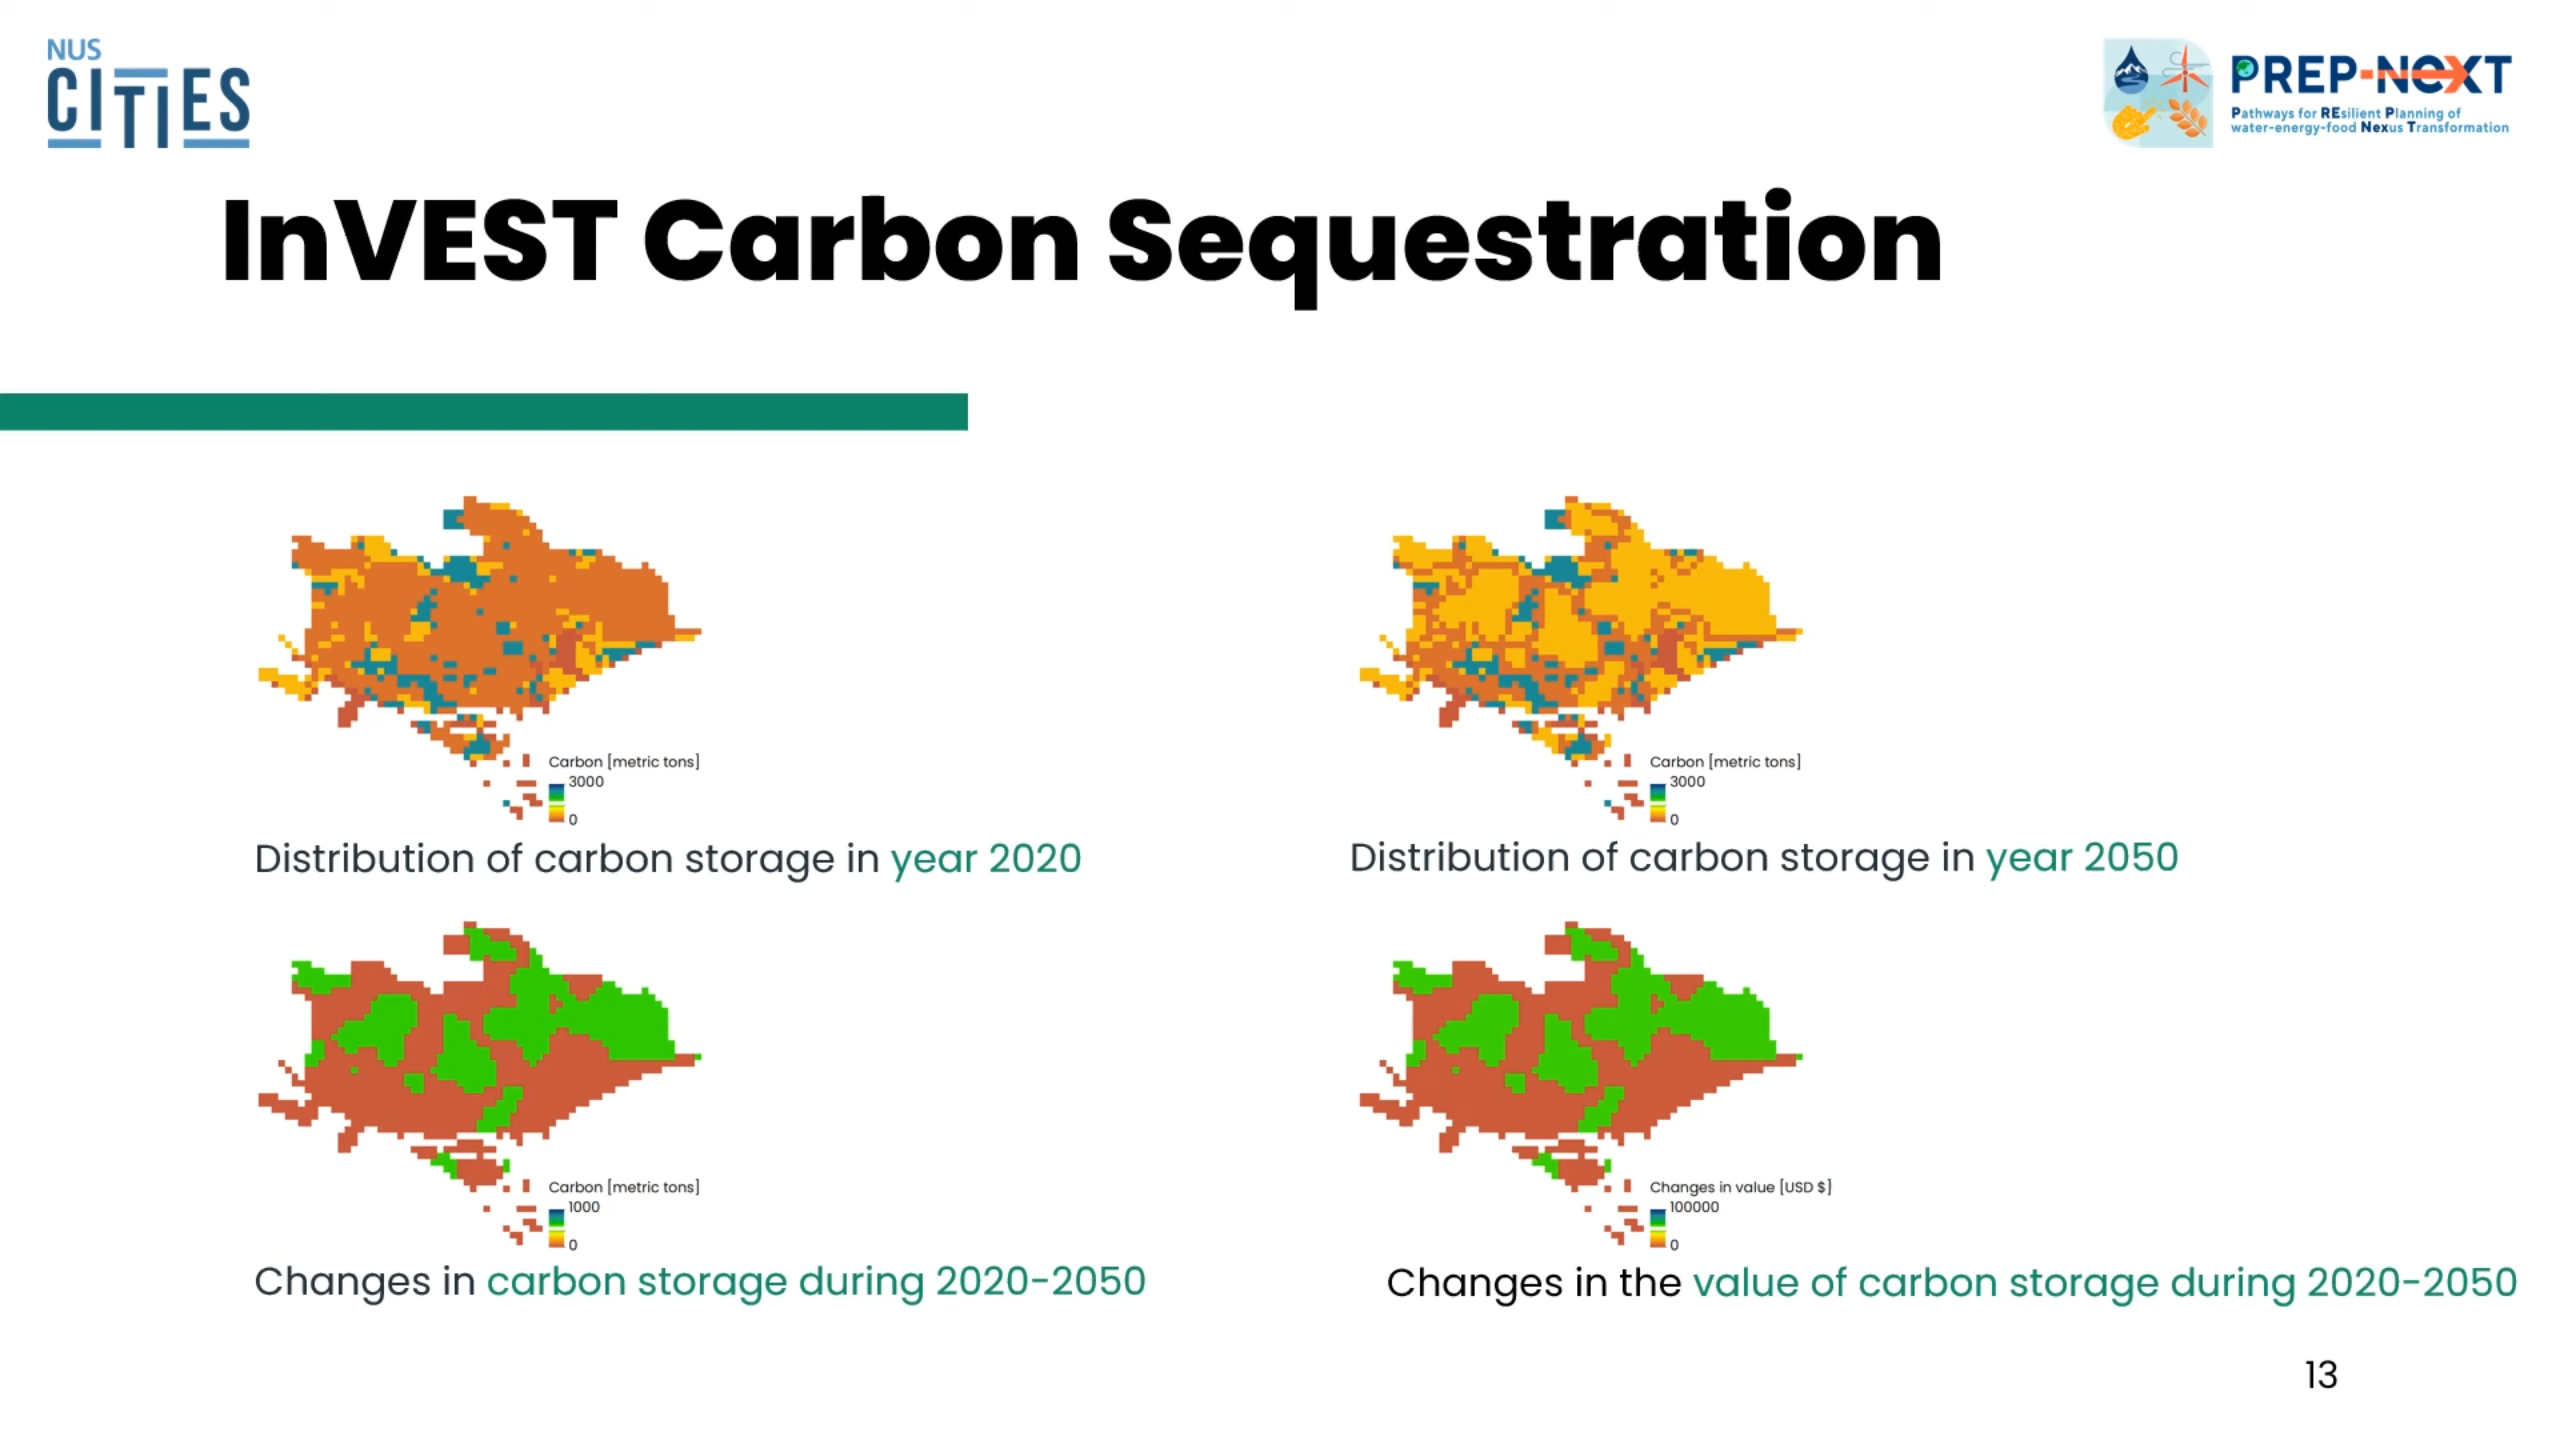 NUS
CITIES
PREP-NEXT
Pathways for REsilient Planning of
water-energy-food Nexus Transformation
InVEST Carbon Sequestration
Carbon [metric tons]
3000
0
Distribution of carbon storage in year 2020
Carbon [metric tons]
3000
0
Distribution of carbon storage in year 2050
Carbon [metric tons]
1000
0
Changes in carbon storage during 2020-2050
Changes in value [USD $]
100000
0
Changes in the value of carbon storage during 2020-2050
13